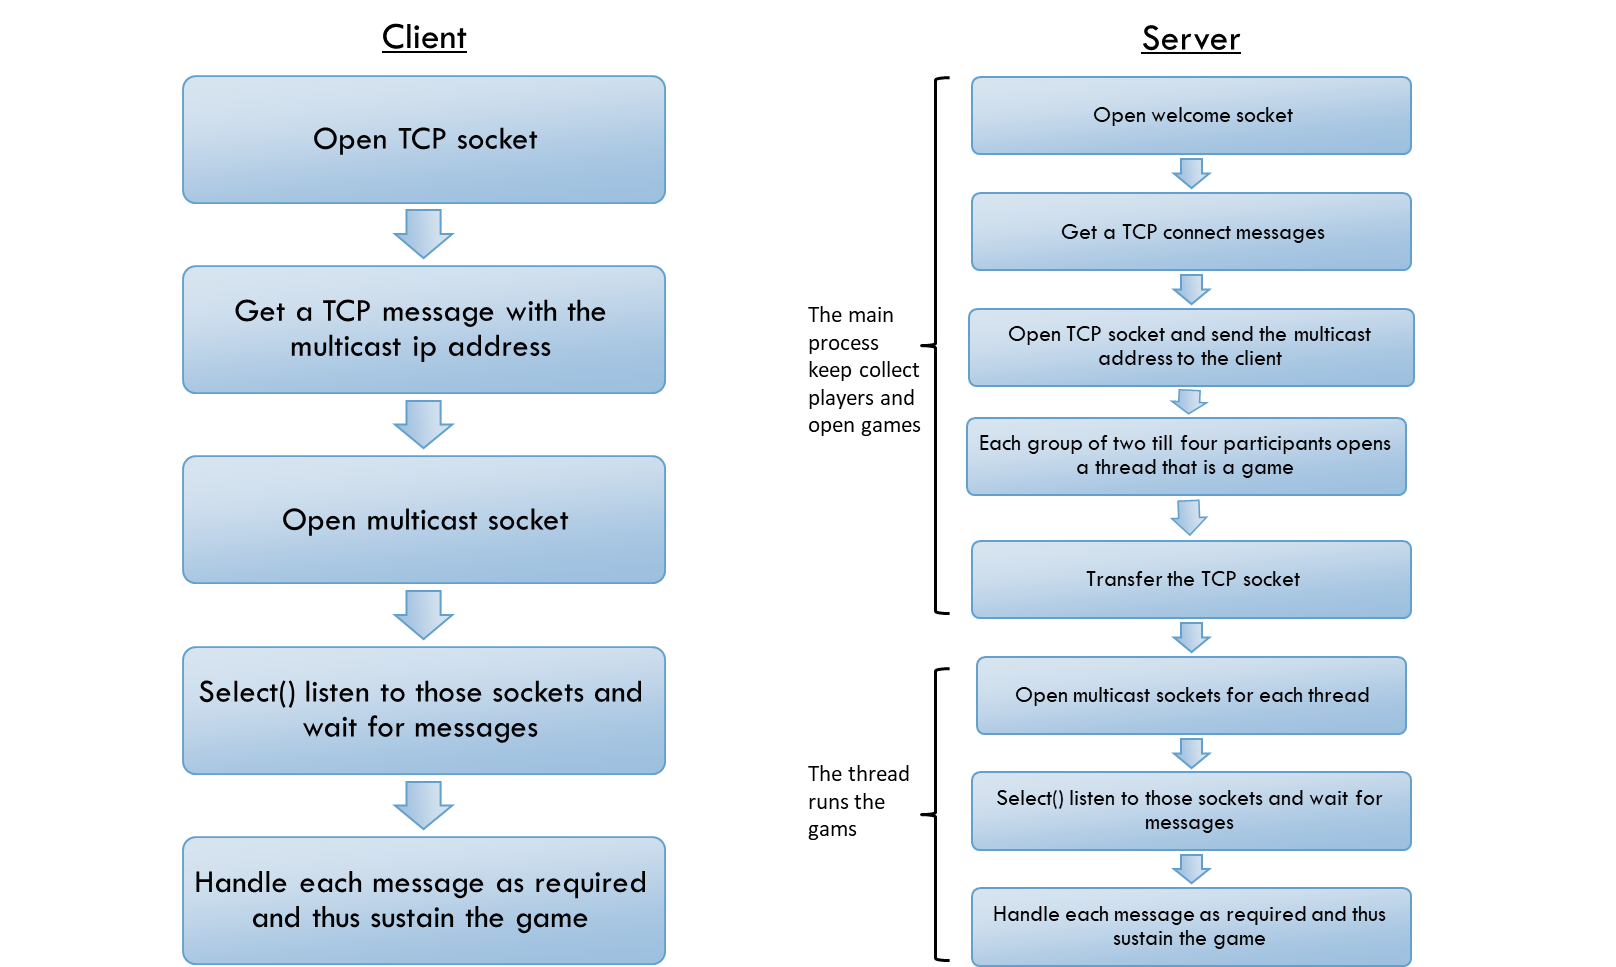 Client
Open TCP socket
Get a TCP message with the
multicast ip address
Open multicast socket
Select() listen to those sockets and
wait for messages
Handle each message as required
and thus sustain the game
Server
The main
process
keep collect
players and
open games
Open welcome socket
Get a TCP connect messages
Open TCP socket and send the multicast
address to the client
Each group of two till four participants opens
a thread that is a game
Transfer the TCP socket
The thread
runs the
gams
Open multicast sockets for each thread
Select() listen to those sockets and wait for
messages
Handle each message as required and thus
sustain the game